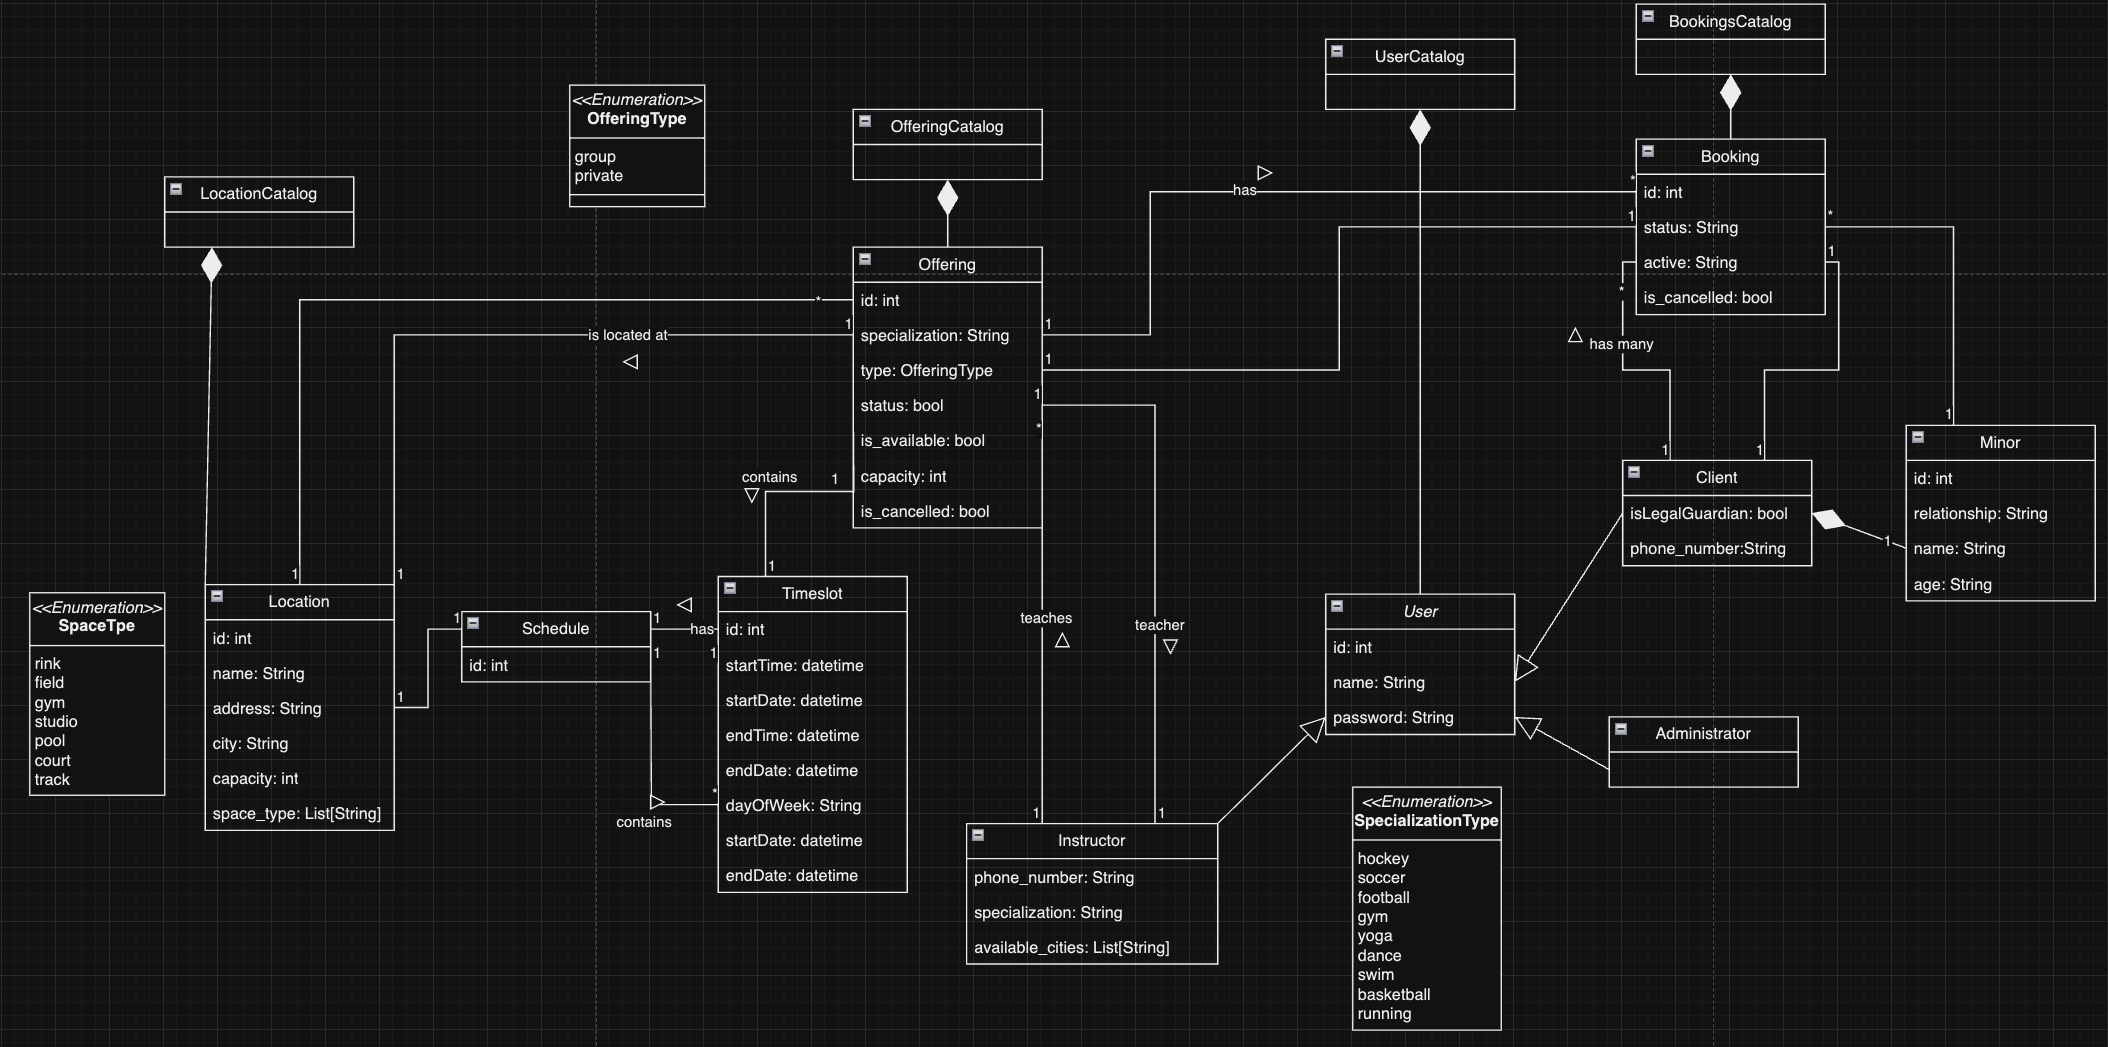 BookingsCatalog
UserCatalog
<<Enumeration>>
OfferingType
group
private
OfferingCatalog
LocationCatalog
Booking
id: int
status: String
active: String
is_cancelled: bool
*
1
*
1
*
has
has many
Offering
id: int
specialization: String
type: OfferingType
status: bool
is_available: bool
capacity: int
is_cancelled: bool
*
1
is located at
1
1
1
*
contains
1
1
1
1
1
1
1
Minor
id: int
relationship: String
name: String
age: String
Client
isLegalGuardian: bool
phone_number:String
1
<<Enumeration>>
SpaceTpe
rink
field
gym
studio
pool
court
track
Location
id: int
name: String
address: String
city: String
capacity: int
space_type: List[String]
1
1
Schedule
id: int
1
1
has
1
*
contains
Timeslot
id: int
startTime: datetime
startDate: datetime
endTime: datetime
endDate: datetime
dayOfWeek: String
startDate: datetime
endDate: datetime
teaches
teacher
1
1
User
id: int
name: String
password: String
Administrator
Instructor
phone_number: String
specialization: String
available_cities: List[String]
<<Enumeration>>
SpecializationType
hockey
soccer
football
gym
yoga
dance
swim
basketball
running